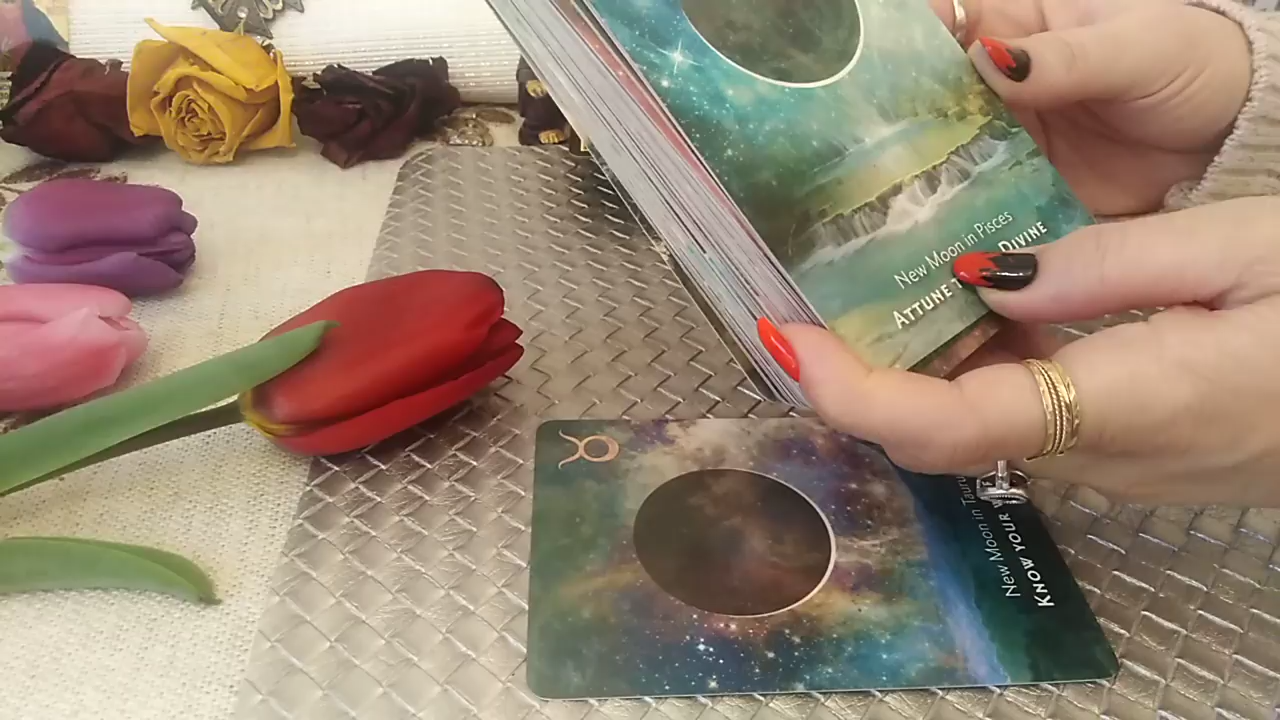 New Moon in Pisces
ATTUNE DIVINE
New Moon in Taurus
KNOW YOUR